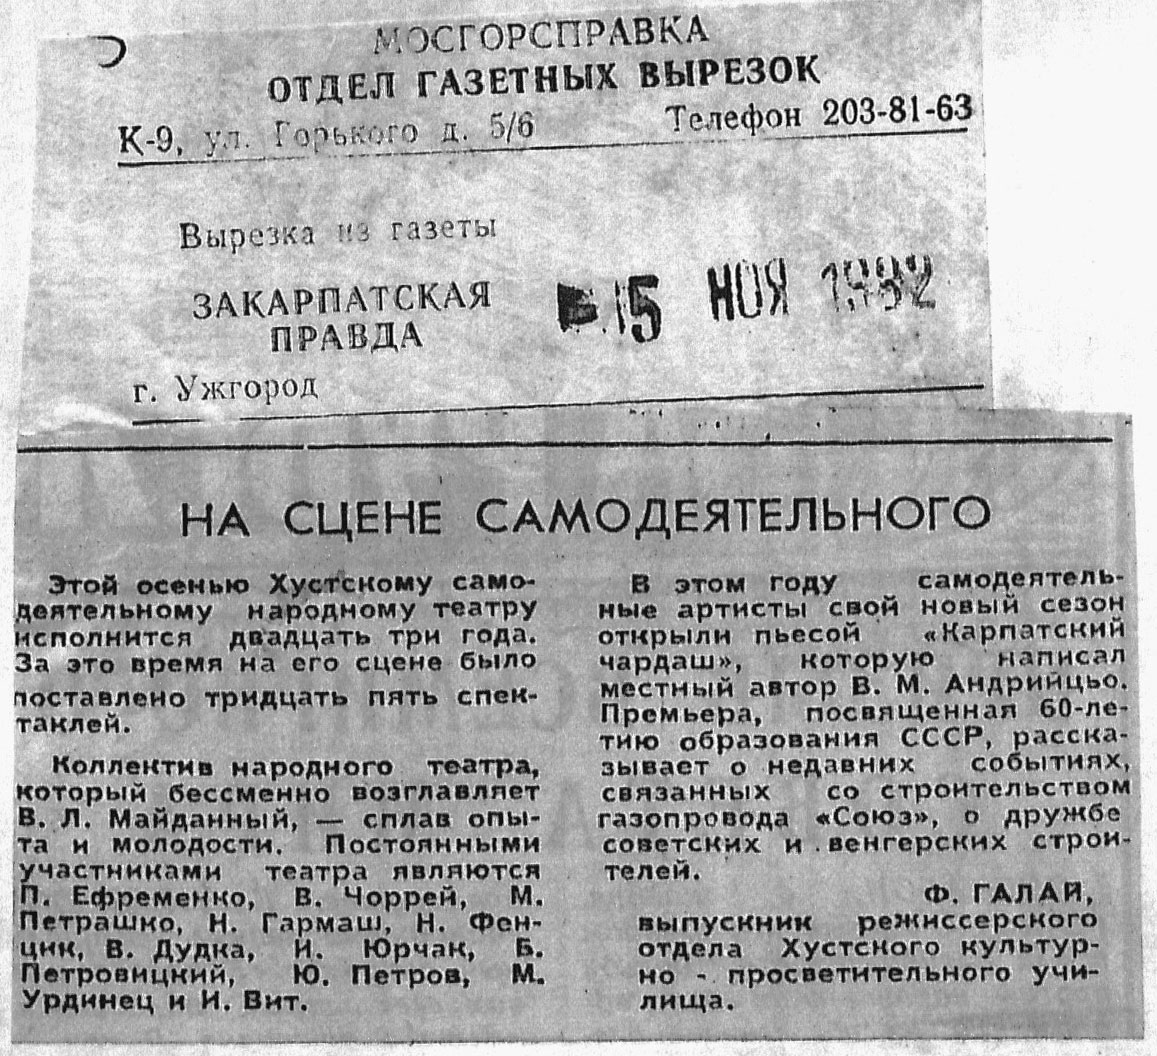 МОСГОРСПРАВКА
ОТДЕЛ ГАЗЕТНЫХ ВЫРЕЗОК
К-9, ул. Горького д. 5/6 Телефон 203-81-63
Вырезка из газеты
ЗАКАРПАТСКАЯ
ПРАВДА
15 НОЯ 1982
г. Ужгород
НА СЦЕНЕ САМОДЕЯТЕЛЬНОГО
Этой осенью Хустскому само-
деятельному народному театру
исполнится двадцать три года.
За это время на его сцене было
поставлено тридцать пять спек-
таклей.
Коллектив народного театра,
который бессменно возглавляет
В. Л. Майданный, — сплав опы-
та и молодости. Постоянными
участниками театра являются
П. Ефременко, В. Чоррей, М.
Петрашко, Н. Гармаш, Н. Фен-
цик, В. Дудка, И. Юрчак, Б.
Петровицкий, Ю. Петров, М.
Урдинец и И. Вит.
В этом году самодеятель-
ные артисты свой новый сезон
открыли пьесой «Карпатский
чардаш», которую написал
местный автор В. М. Андрийцьо.
Премьера, посвященная 60-ле-
тию образования СССР, расска-
зывает о недавних событиях,
связанных со строительством
газопровода «Союз», о дружбе
советских и венгерских строи-
телей.
Ф. ГАЛАЙ,
выпускник режиссерского
отдела Хустского культур-
но - просветительного учи-
лища.